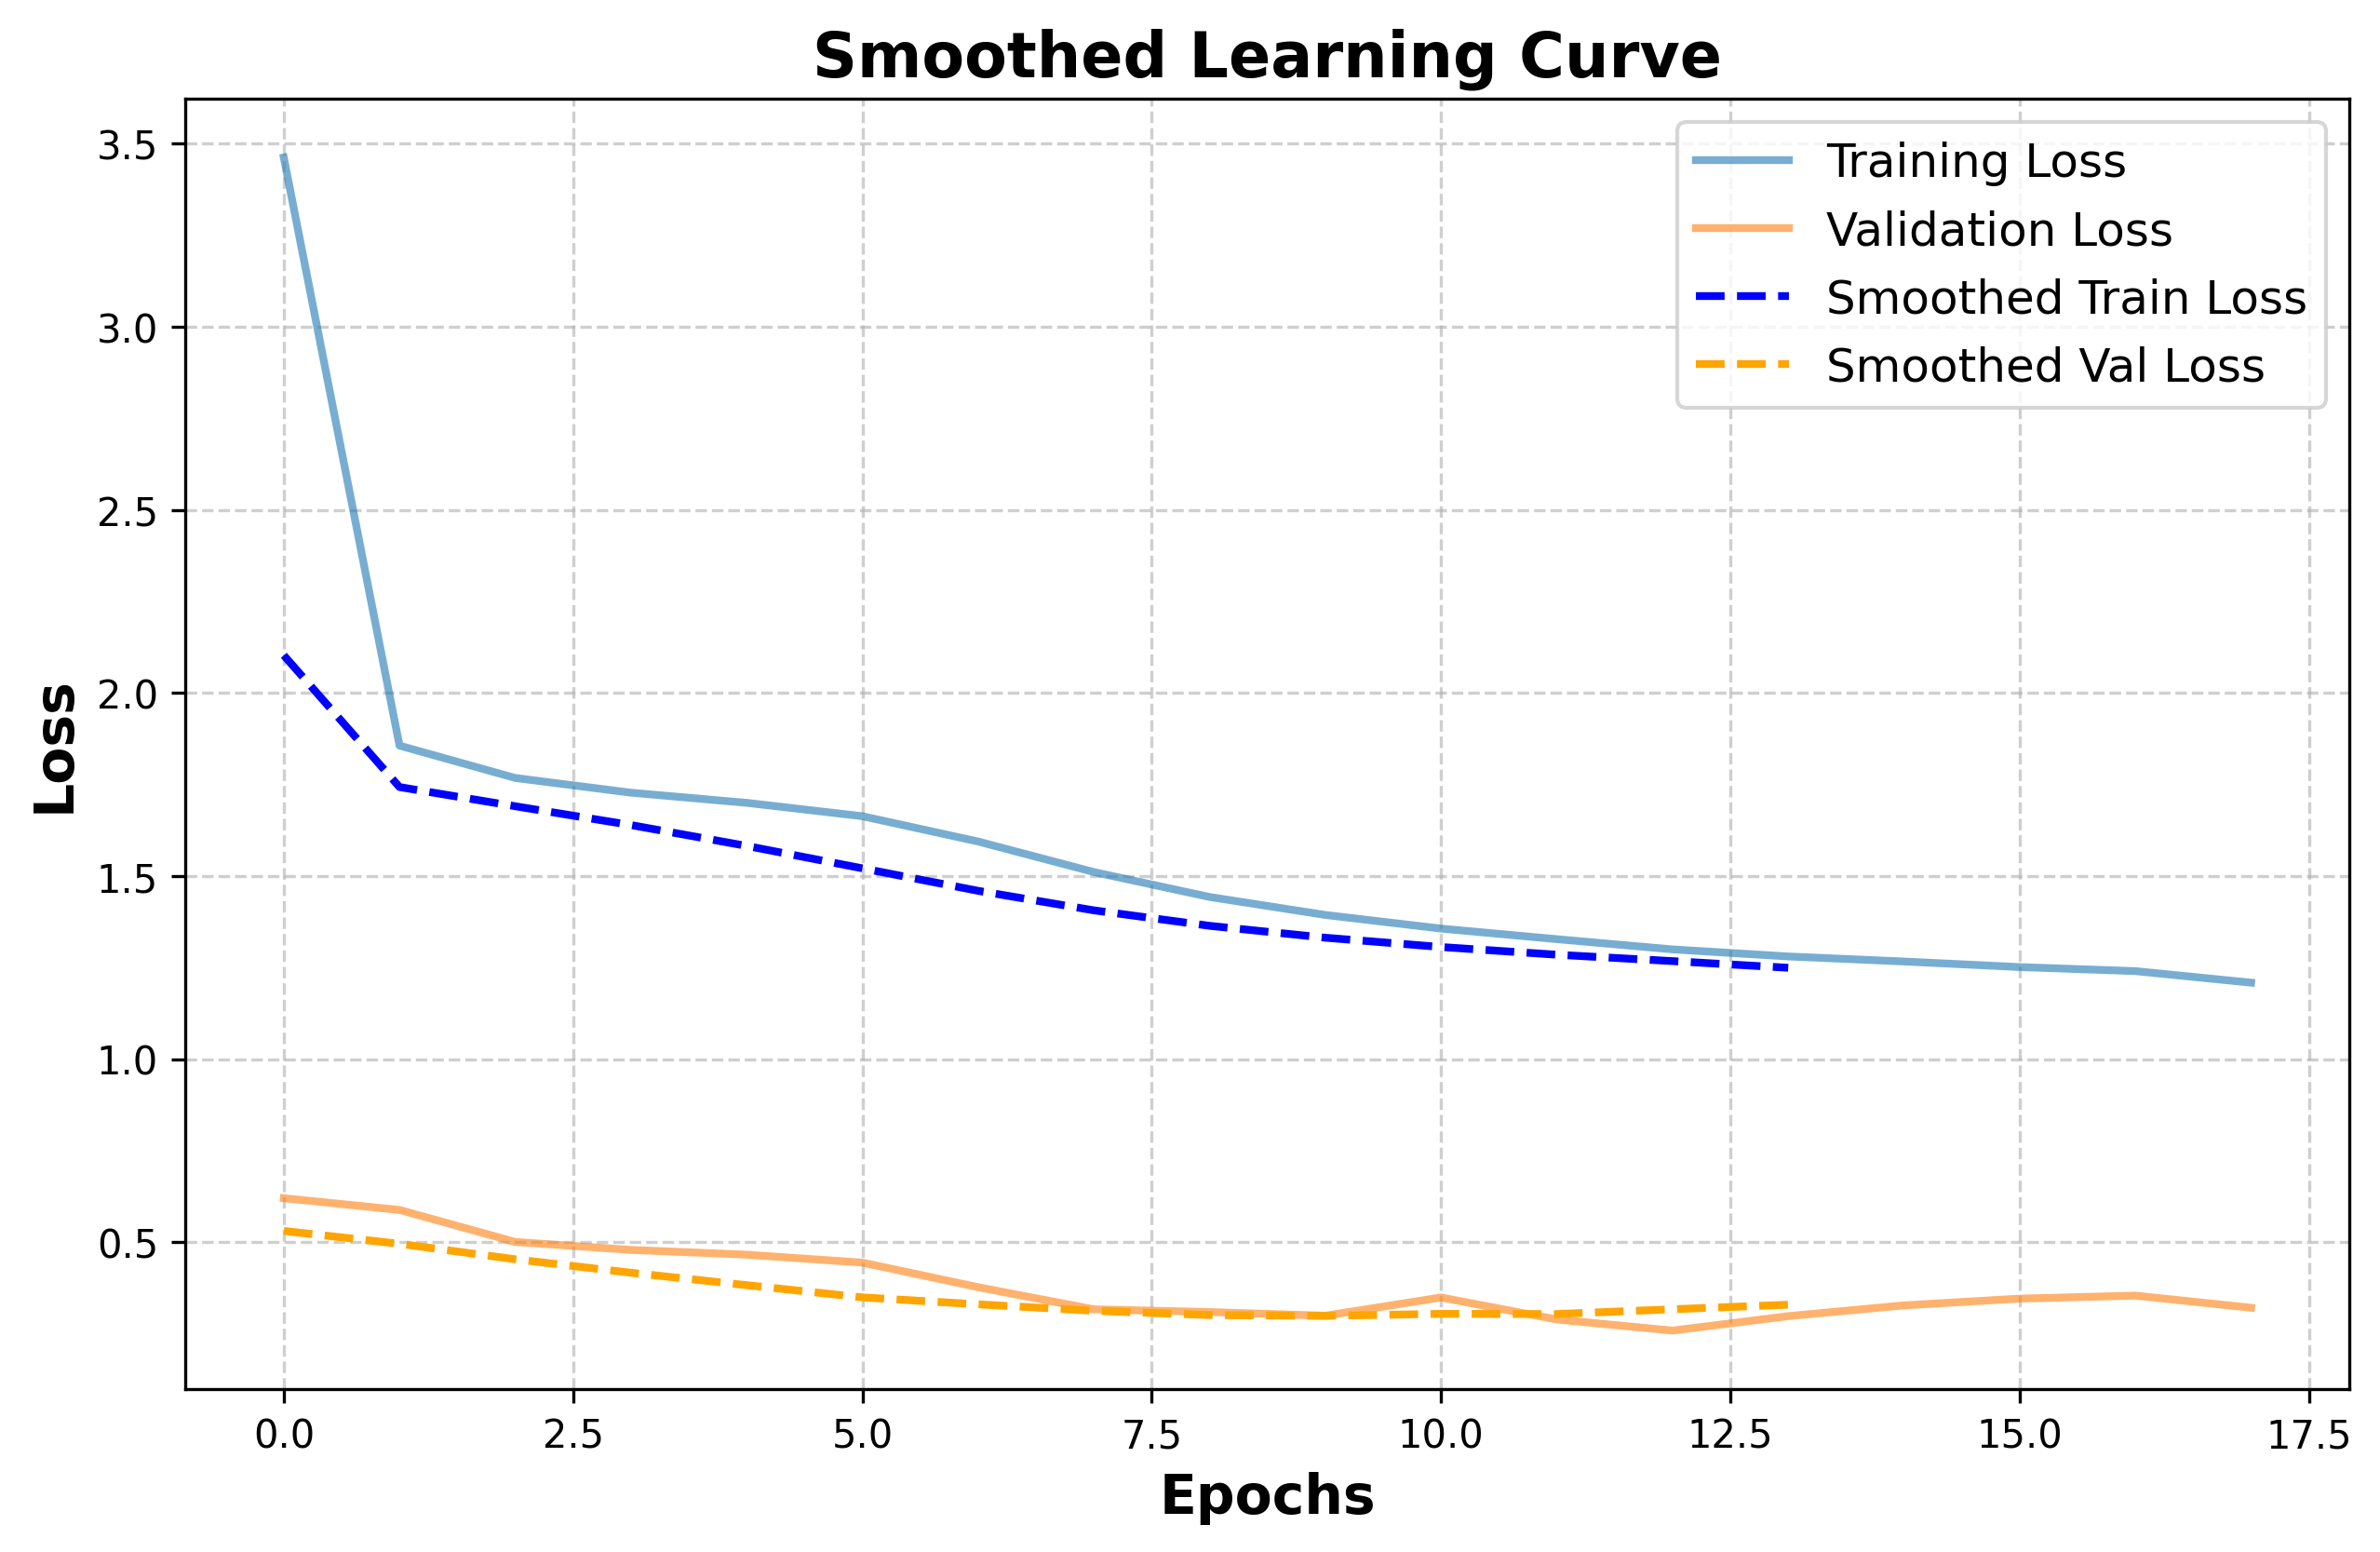 Smoothed Learning Curve
3.5
3.0
2.5
2.0
1.5
1.0
0.5
Loss
Training Loss
Validation Loss
Smoothed Train Loss
Smoothed Val Loss
0.0 2.5 5.0 7.5 10.0 12.5 15.0 17.5
Epochs